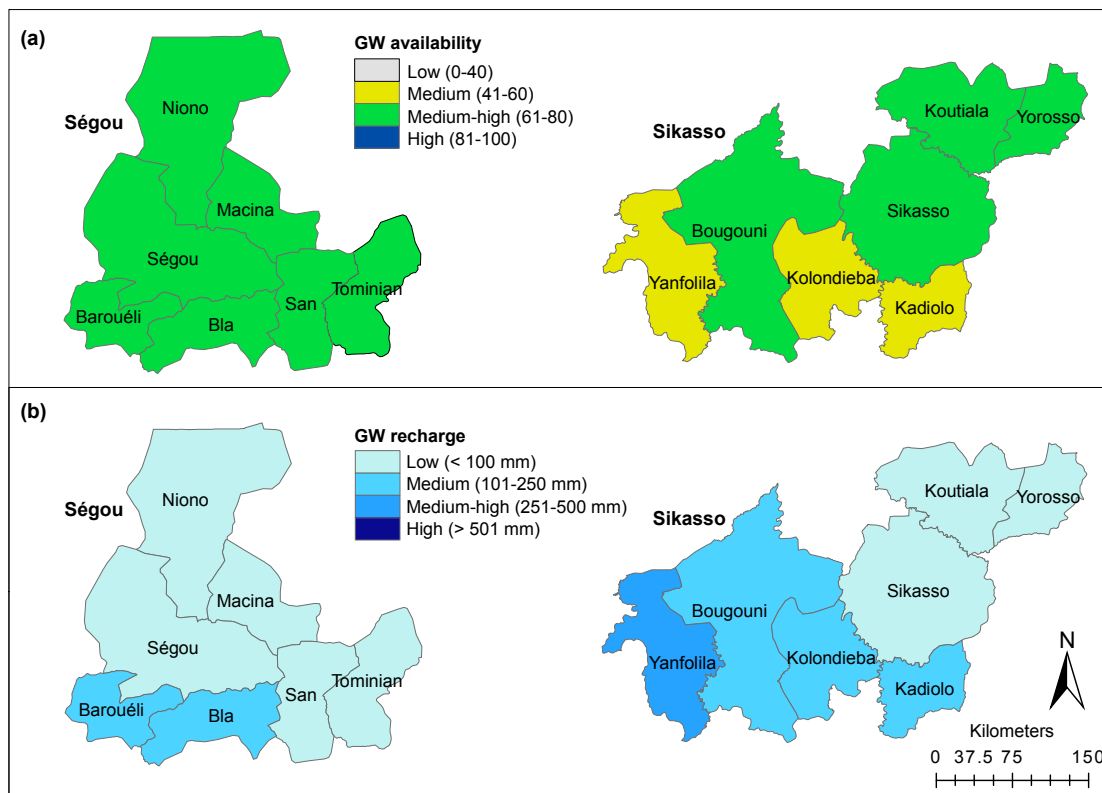 (a)
GW availability
Low (0-40)
Medium (41-60)
Medium-high (61-80)
High (81-100)
Ségou
Niono
Macina
Ségou
Tominian
San
Barouéli
Bla
Sikasso
Koutiala
Yorosso
Sikasso
Bougouni
Yanfolila
Kolondieba
Kadiolo
(b)
GW recharge
Low (< 100 mm)
Medium (101-250 mm)
Medium-high (251-500 mm)
High (> 501 mm)
Ségou
Niono
Macina
Ségou
Tominian
San
Barouéli
Bla
Sikasso
Koutiala
Yorosso
Sikasso
Bougouni
Yanfolila
Kolondieba
Kadiolo
N
Kilometers
0 37.5 75 150